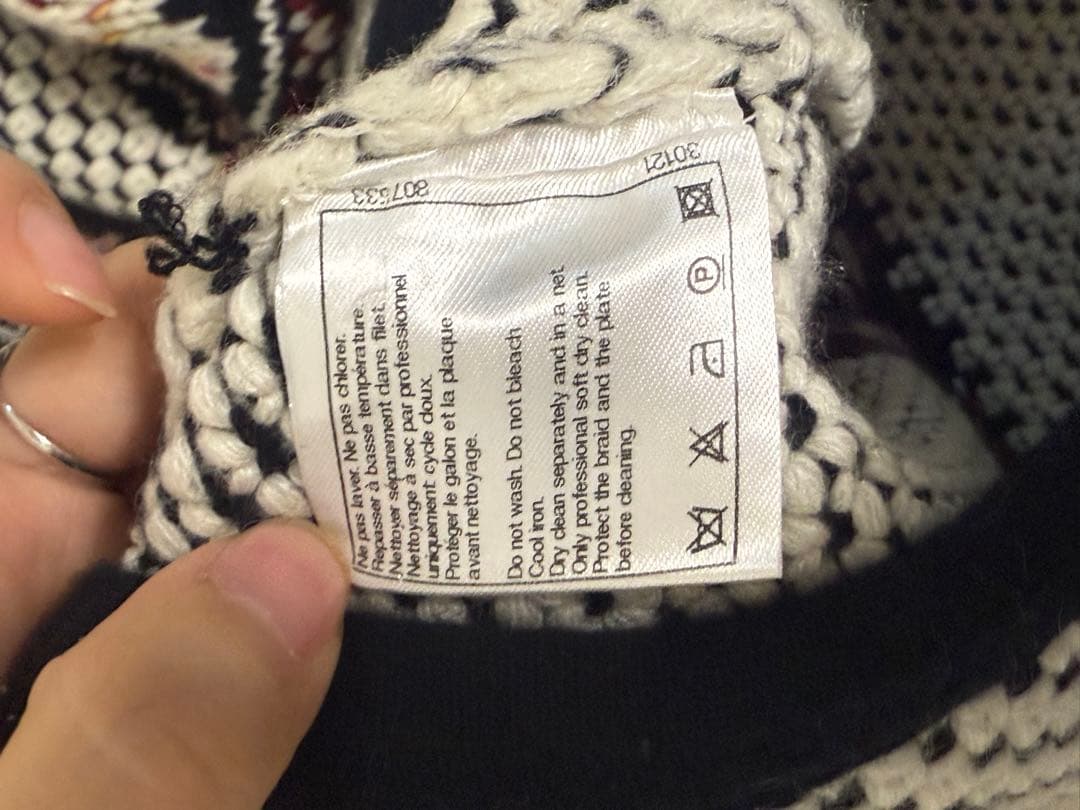 Ne pas laver. Ne pas chlorer.
Repasser à basse température.
Nettoyer séparement dans filet.
Nettoyage à sec par professionnel
uniquement cycle doux.
Protéger le galon et la plaque
avant nettoyage.
Do not wash. Do not bleach
Cool iron.
Dry clean separately and in a net.
Only professional soft dry clean.
Protect the braid and the plate
before cleaning.
P
30121